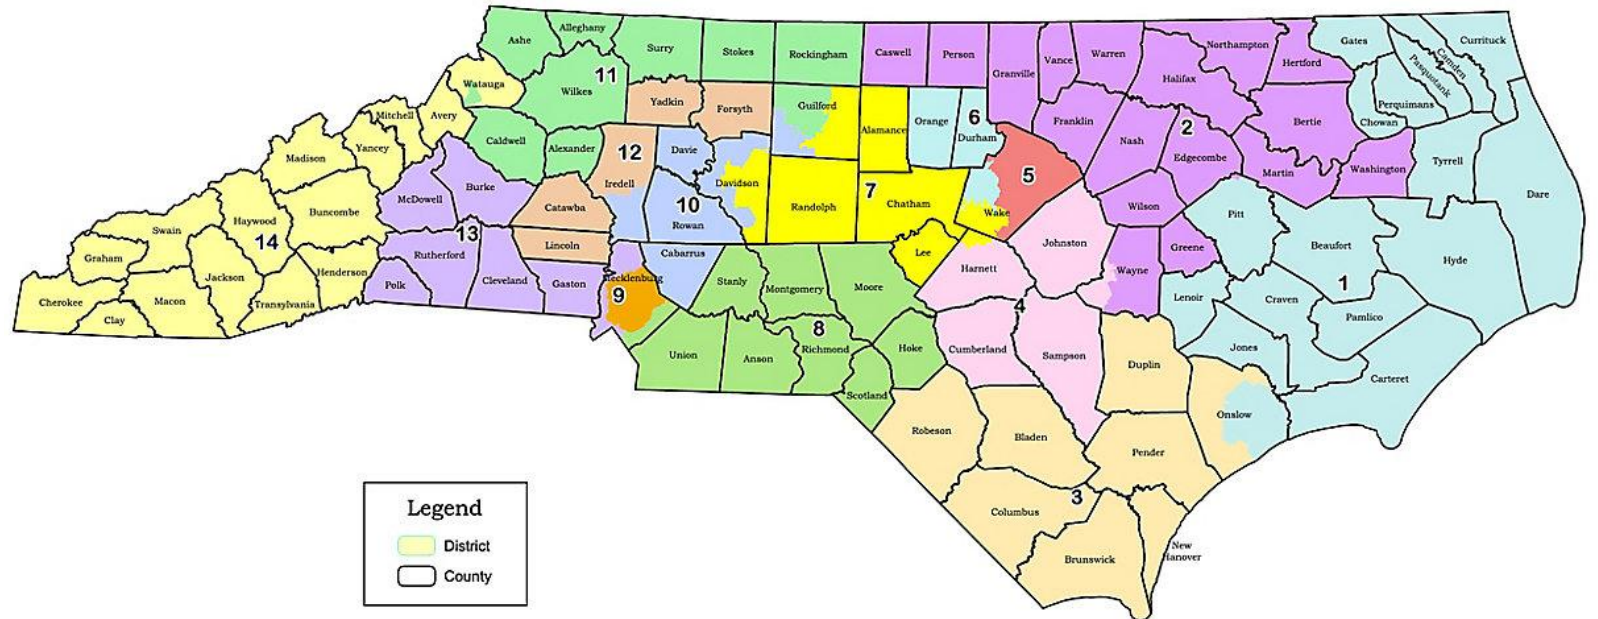 Ashe
Alleghany
Surry
Stokes
Rockingham
Caswell
Person
Granville
Vance
Warren
Northampton
Hertford
Gates
Currituck
Camden
Pasquotank
Perquimans
Chowan
Halifax
Watauga
Wilkes
11
Yadkin
Forsyth
Guilford
Alamance
Orange
6
Durham
Franklin
Nash
2
Edgecombe
Bertie
Martin
Washington
Tyrrell
Dare
Mitchell
Avery
Caldwell
Alexander
12
Iredell
Davie
Davidson
Randolph
7
Chatham
Wake
5
Wilson
Pitt
Madison
Yancey
McDowell
Burke
Catawba
10
Rowan
Johnston
Greene
Beaufort
Hyde
Swain
Haywood
14
Buncombe
13
Rutherford
Lincoln
Cabarrus
Lee
Harnett
Wayne
Lenoir
Craven
1
Pamlico
Graham
Jackson
Henderson
Polk
Cleveland
Gaston
Mecklenburg
9
Stanly
Montgomery
Moore
4
Cherokee
Clay
Macon
Transylvania
Union
Anson
8
Richmond
Hoke
Scotland
Cumberland
Sampson
Duplin
Jones
Carteret
Onslow
Robeson
Bladen
Pender
Columbus
3
Brunswick
New
Hanover
Legend
District
County